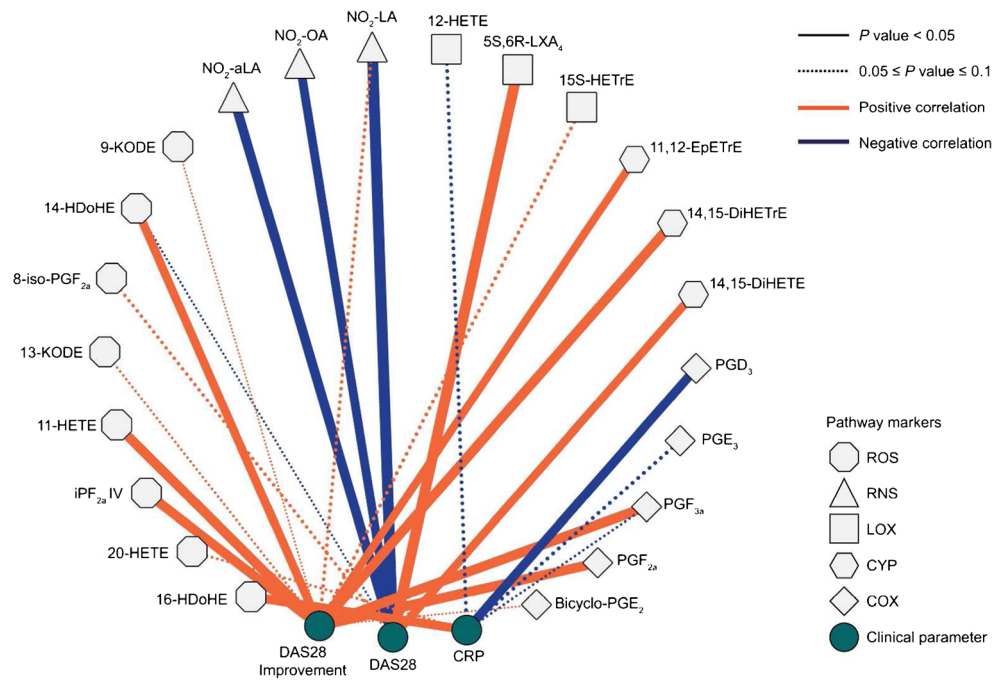 NO₂-LA
12-HETE
NO₂-OA
5S,6R-LXA₄
NO₂-aLA
15S-HETrE
9-KODE
11,12-EpETrE
14-HDoHE
14,15-DiHETrE
8-iso-PGF₂ₐ
14,15-DiHETE
13-KODE
PGD₃
11-HETE
PGE₃
iPF₂ₐ IV
PGF₃ₐ
20-HETE
PGF₂ₐ
16-HDoHE
Bicyclo-PGE₂
DAS28
Improvement
DAS28
CRP
P value < 0.05
0.05 ≤ P value ≤ 0.1
Positive correlation
Negative correlation
Pathway markers
ROS
RNS
LOX
CYP
COX
Clinical parameter